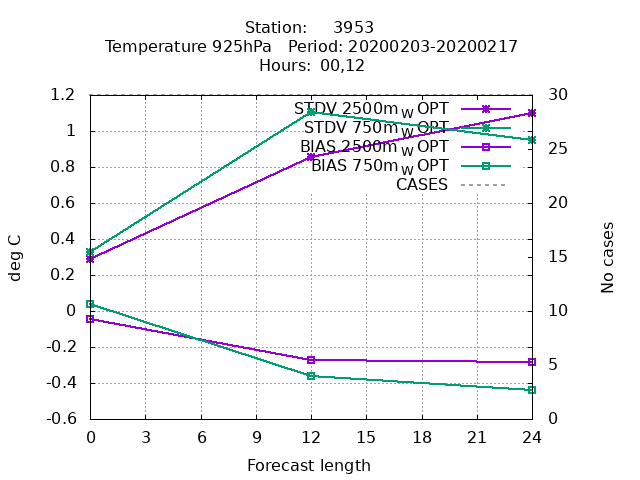 Station: 3953
Temperature 925hPa Period: 20200203-20200217
Hours: 00,12
STDV 2500m_W OPT
STDV 750m_W OPT
BIAS 2500m_W OPT
BIAS 750m_W OPT
CASES
deg C
1.2
1
0.8
0.6
0.4
0.2
0
-0.2
-0.4
-0.6
30
25
20
15
10
5
0
No cases
0 3 6 9 12 15 18 21 24
Forecast length